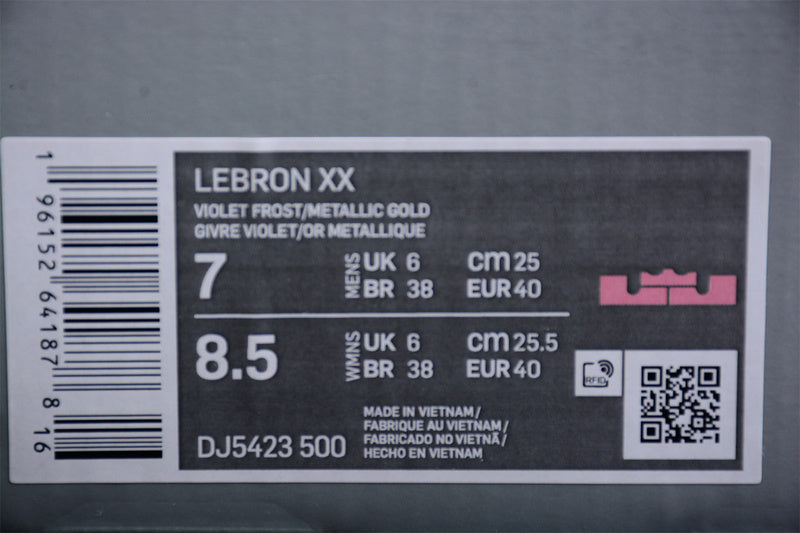 LEBRON XX
VIOLET FROST/METALLIC GOLD
GIVRE VIOLET/OR METALLIQUE
7 MENS UK 6 cm 25
BR 38 EUR 40
8.5 WMNS UK 6 cm 25.5
BR 38 EUR 40
RFID
MADE IN VIETNAM/
FABRIQUE AU VIETNAM/
FABRICADO NO VIETNÃ/
HECHO EN VIETNAM
DJ5423 500
1 96152 64187 8 16